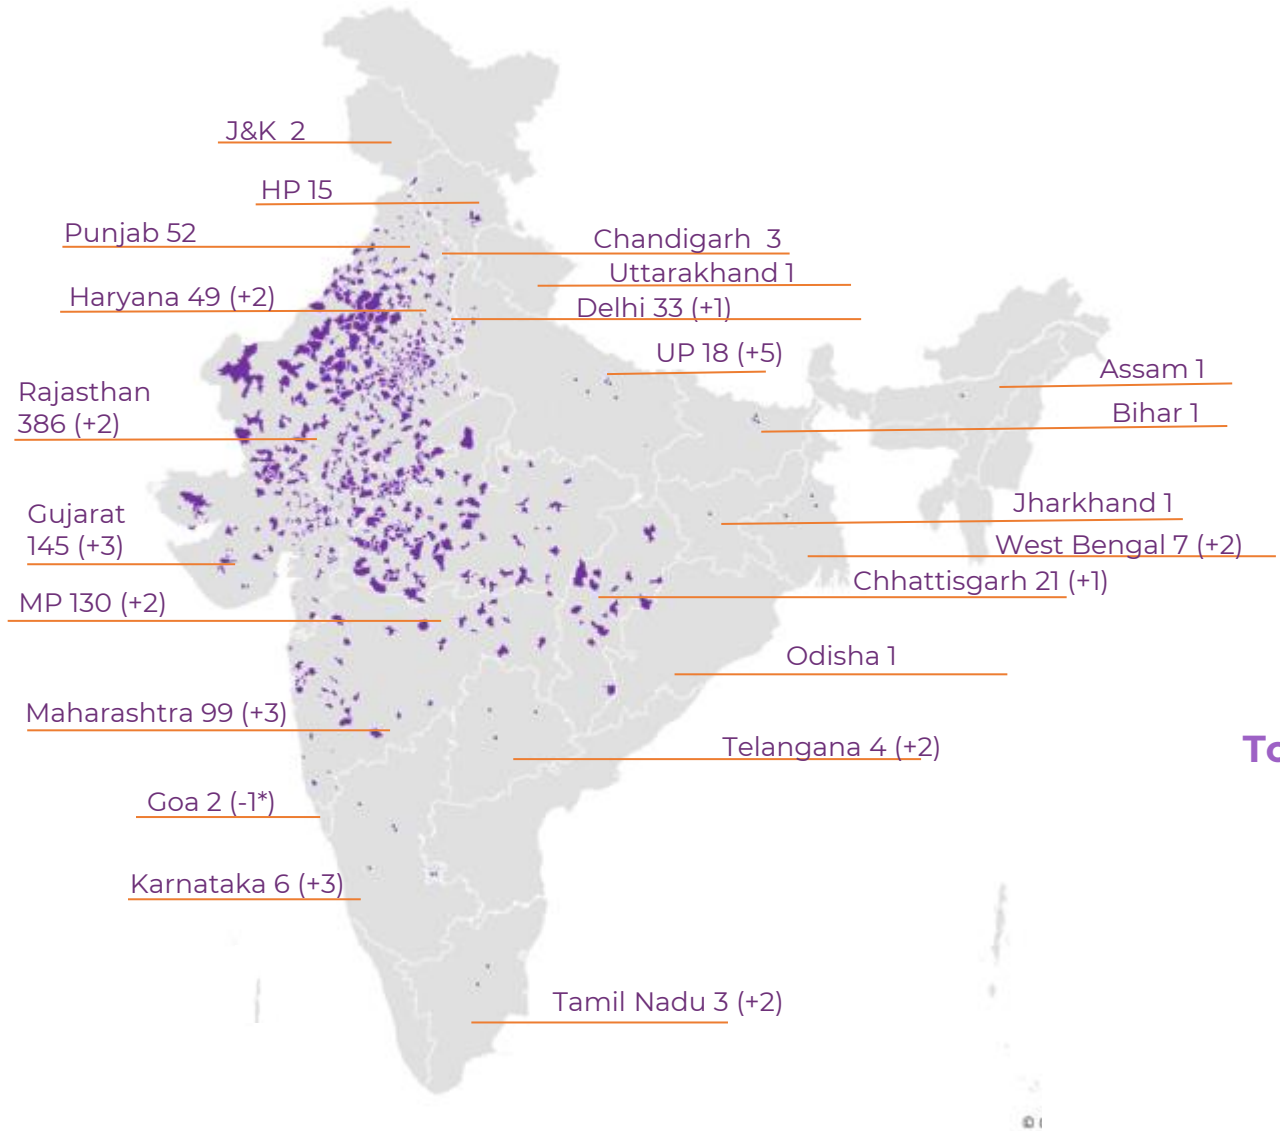 J&K 2
HP 15
Punjab 52
Chandigarh 3
Uttarakhand 1
Haryana 49 (+2)
Delhi 33 (+1)
UP 18 (+5)
Assam 1
Rajasthan
386 (+2)
Bihar 1
Jharkhand 1
Gujarat
145 (+3)
West Bengal 7 (+2)
Chhattisgarh 21 (+1)
MP 130 (+2)
Odisha 1
Maharashtra 99 (+3)
Telangana 4 (+2)
To
Goa 2 (-1*)
Karnataka 6 (+3)
Tamil Nadu 3 (+2)
©